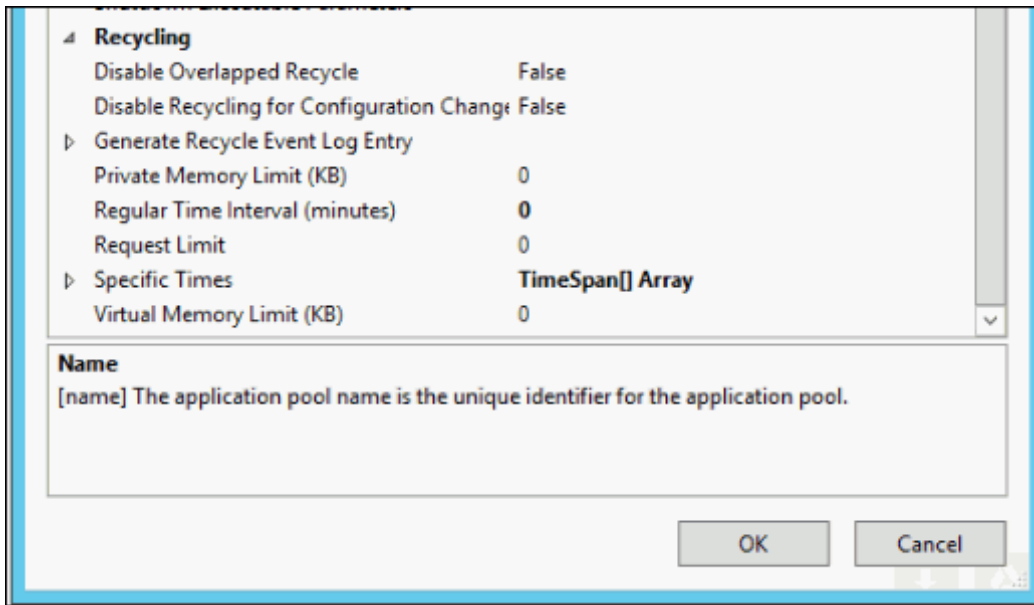 Recycling
Disable Overlapped Recycle False
Disable Recycling for Configuration Change False
Generate Recycle Event Log Entry
Private Memory Limit (KB) 0
Regular Time Interval (minutes) 0
Request Limit 0
Specific Times TimeSpan[] Array
Virtual Memory Limit (KB) 0
Name
[name] The application pool name is the unique identifier for the application pool.
OK Cancel